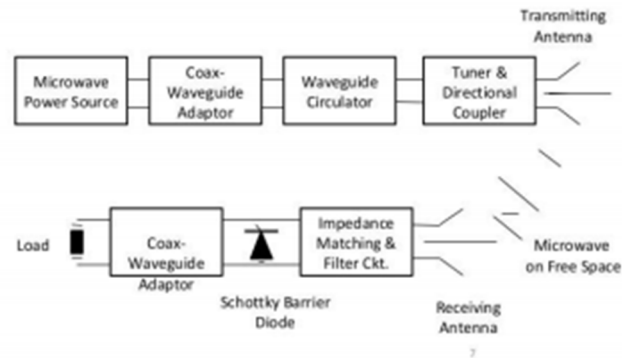 Transmitting
Antenna
Microwave
Power Source
Coax-
Waveguide
Adaptor
Waveguide
Circulator
Tuner &
Directional
Coupler
Load
Coax-
Waveguide
Adaptor
Schottky Barrier
Diode
Impedance
Matching &
Filter Ckt.
Microwave
on Free Space
Receiving
Antenna
7